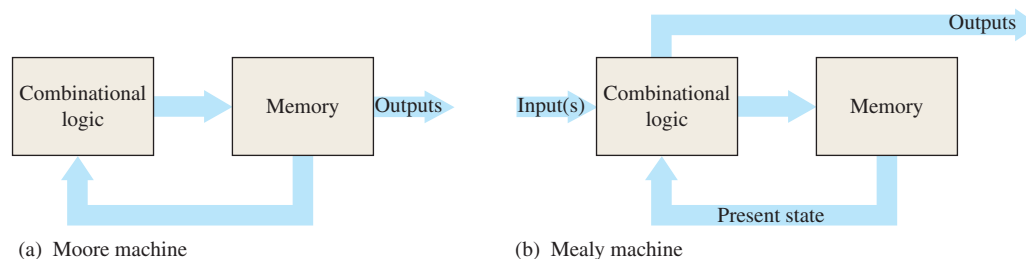 Combinational
logic
Memory
Outputs
(a) Moore machine
Outputs
Input(s)
Combinational
logic
Memory
Present state
(b) Mealy machine